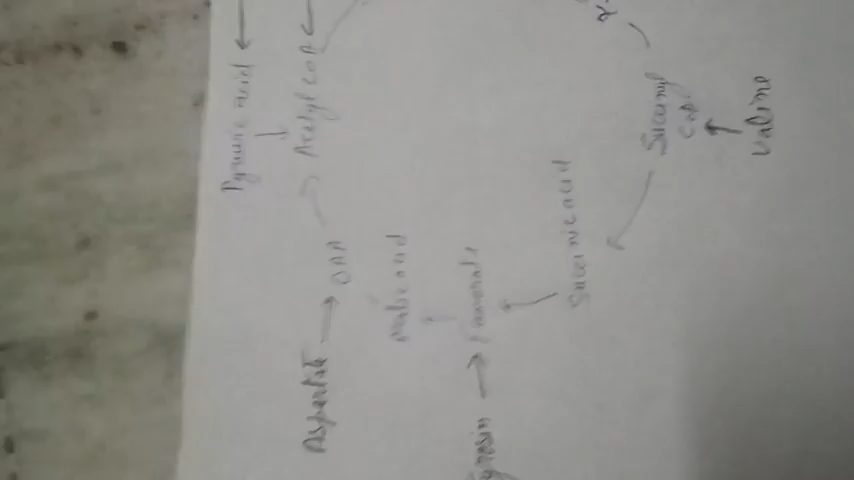 Pyruvic acid ←
Acetyl CoA ←
Aspartate → OAA
Malic acid
→ Fumarate
Succinic acid
Succinyl
CoA
Valine